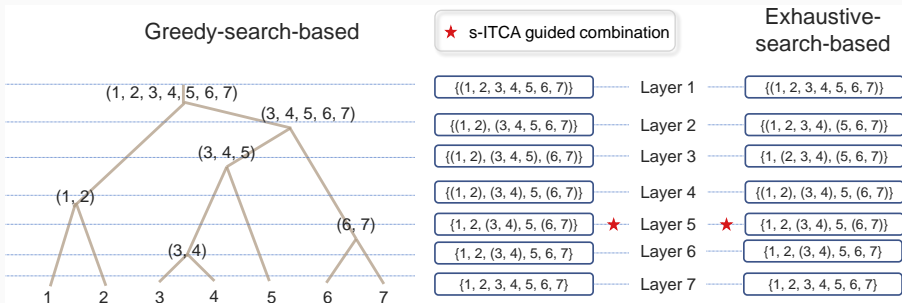 Greedy-search-based
★ s-ITCA guided combination
Exhaustive-
search-based
(1, 2, 3, 4, 5, 6, 7)
(3, 4, 5, 6, 7)
(3, 4, 5)
(1, 2)
(6, 7)
(3, 4)
1 2 3 4 5 6 7
{(1, 2, 3, 4, 5, 6, 7)} Layer 1 {(1, 2, 3, 4, 5, 6, 7)}
{(1, 2), (3, 4, 5, 6, 7)} Layer 2 {(1, 2, 3, 4), (5, 6, 7)}
{(1, 2), (3, 4, 5), (6, 7)} Layer 3 {1, (2, 3, 4), (5, 6, 7)}
{(1, 2), (3, 4), 5, (6, 7)} Layer 4 {(1, 2), (3, 4), 5, (6, 7)}
{1, 2, (3, 4), 5, (6, 7)} ★ Layer 5 ★ {1, 2, (3, 4), 5, (6, 7)}
{1, 2, (3, 4), 5, 6, 7} Layer 6 {1, 2, (3, 4), 5, 6, 7}
{1, 2, 3, 4, 5, 6, 7} Layer 7 {1, 2, 3, 4, 5, 6, 7}